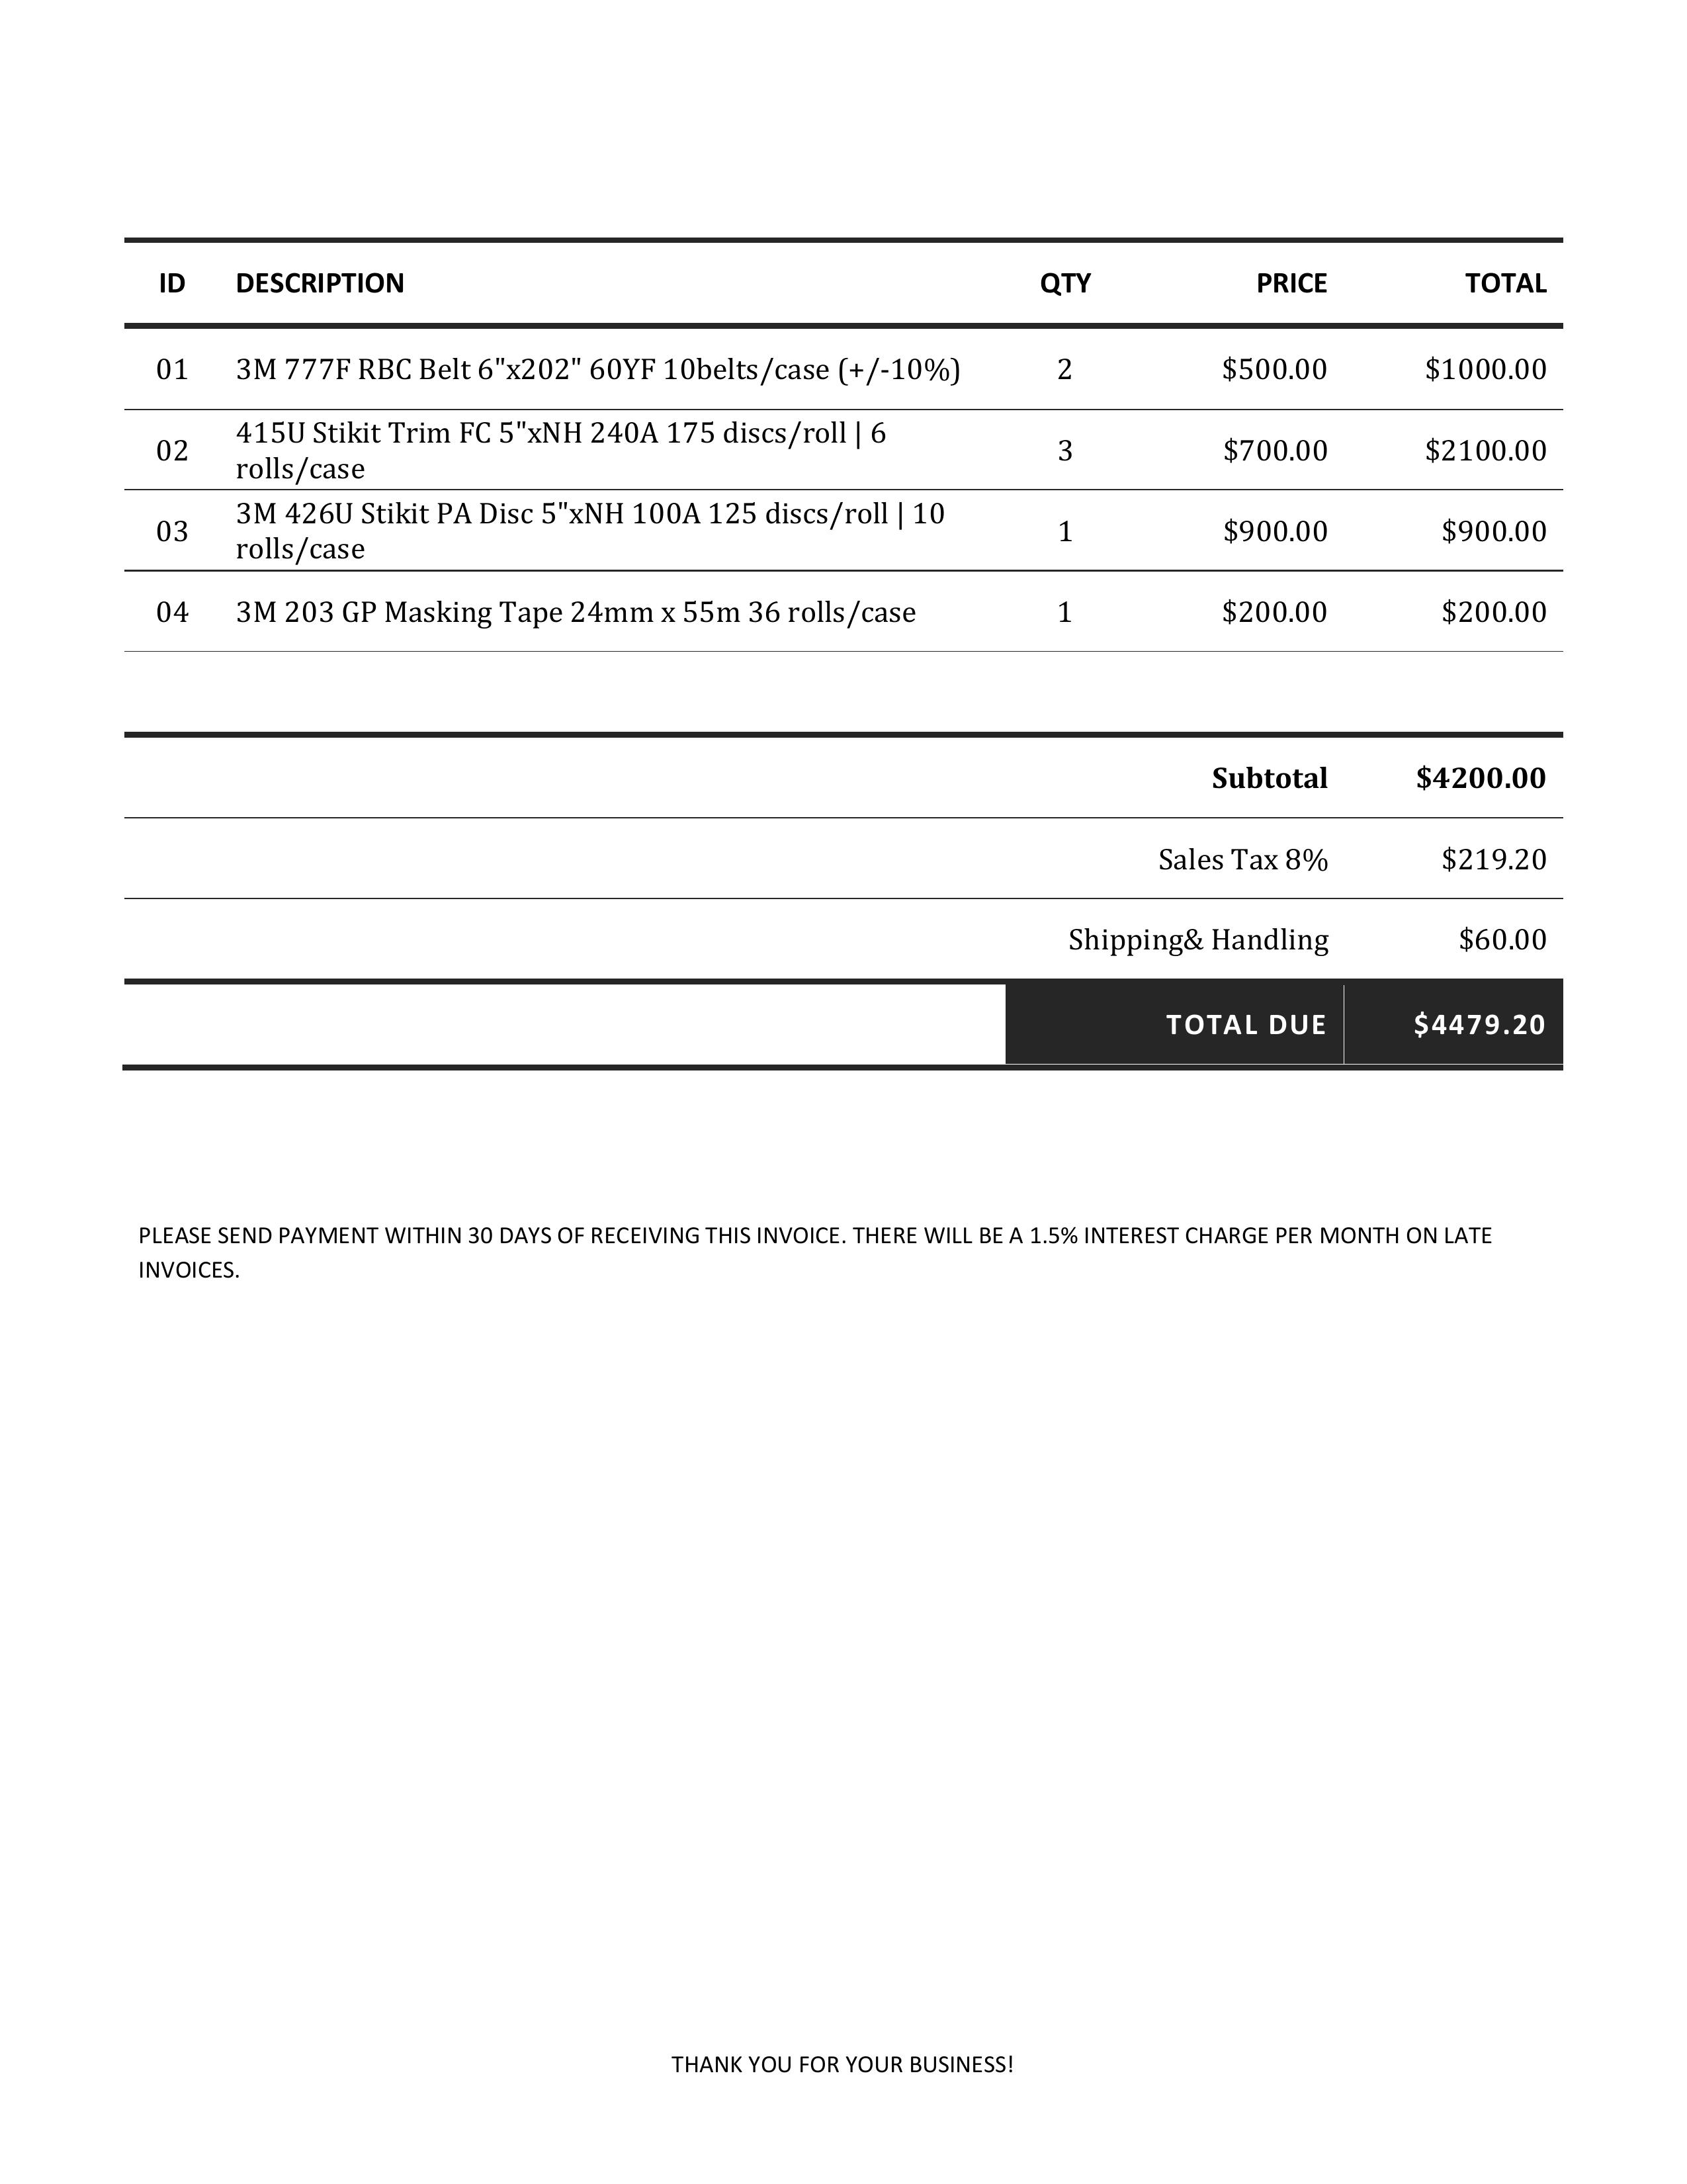 ID DESCRIPTION QTY PRICE TOTAL
01 3M 777F RBC Belt 6"x202" 60YF 10belts/case (+/-10%) 2 $500.00 $1000.00
02 415U Stikit Trim FC 5"xNH 240A 175 discs/roll | 6
rolls/case 3 $700.00 $2100.00
03 3M 426U Stikit PA Disc 5"xNH 100A 125 discs/roll | 10
rolls/case 1 $900.00 $900.00
04 3M 203 GP Masking Tape 24mm x 55m 36 rolls/case 1 $200.00 $200.00
Subtotal $4200.00
Sales Tax 8% $219.20
Shipping& Handling $60.00
TOTAL DUE $4479.20
PLEASE SEND PAYMENT WITHIN 30 DAYS OF RECEIVING THIS INVOICE. THERE WILL BE A 1.5% INTEREST CHARGE PER MONTH ON LATE
INVOICES.
THANK YOU FOR YOUR BUSINESS!